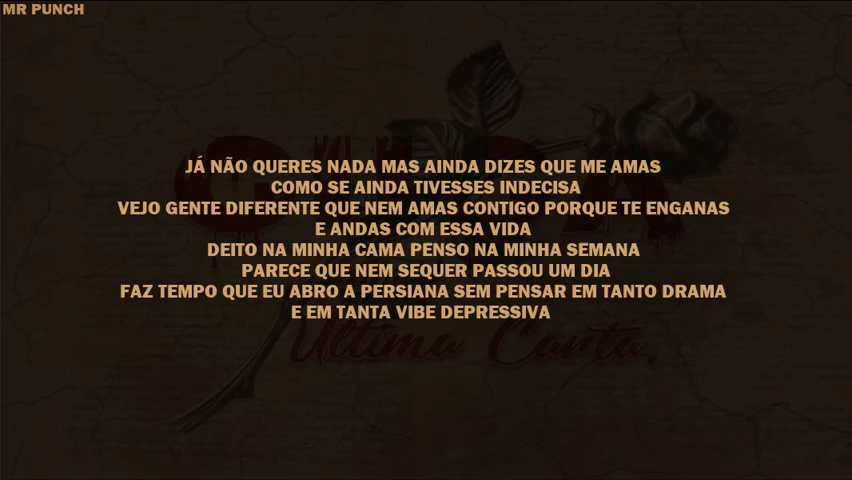 MR PUNCH
JÁ NÃO QUERES NADA MAS AINDA DIZES QUE ME AMAS
COMO SE AINDA TIVESSES INDECISA
VEJO GENTE DIFERENTE QUE NEM AMAS CONTIGO PORQUE TE ENGANAS
E ANDAS COM ESSA VIDA
DEITO NA MINHA CAMA PENSO NA MINHA SEMANA
PARECE QUE NEM SEQUER PASSOU UM DIA
FAZ TEMPO QUE EU ABRO A PERSIANA SEM PENSAR EM TANTO DRAMA
E EM TANTA VIBE DEPRESSIVA
Última Carta